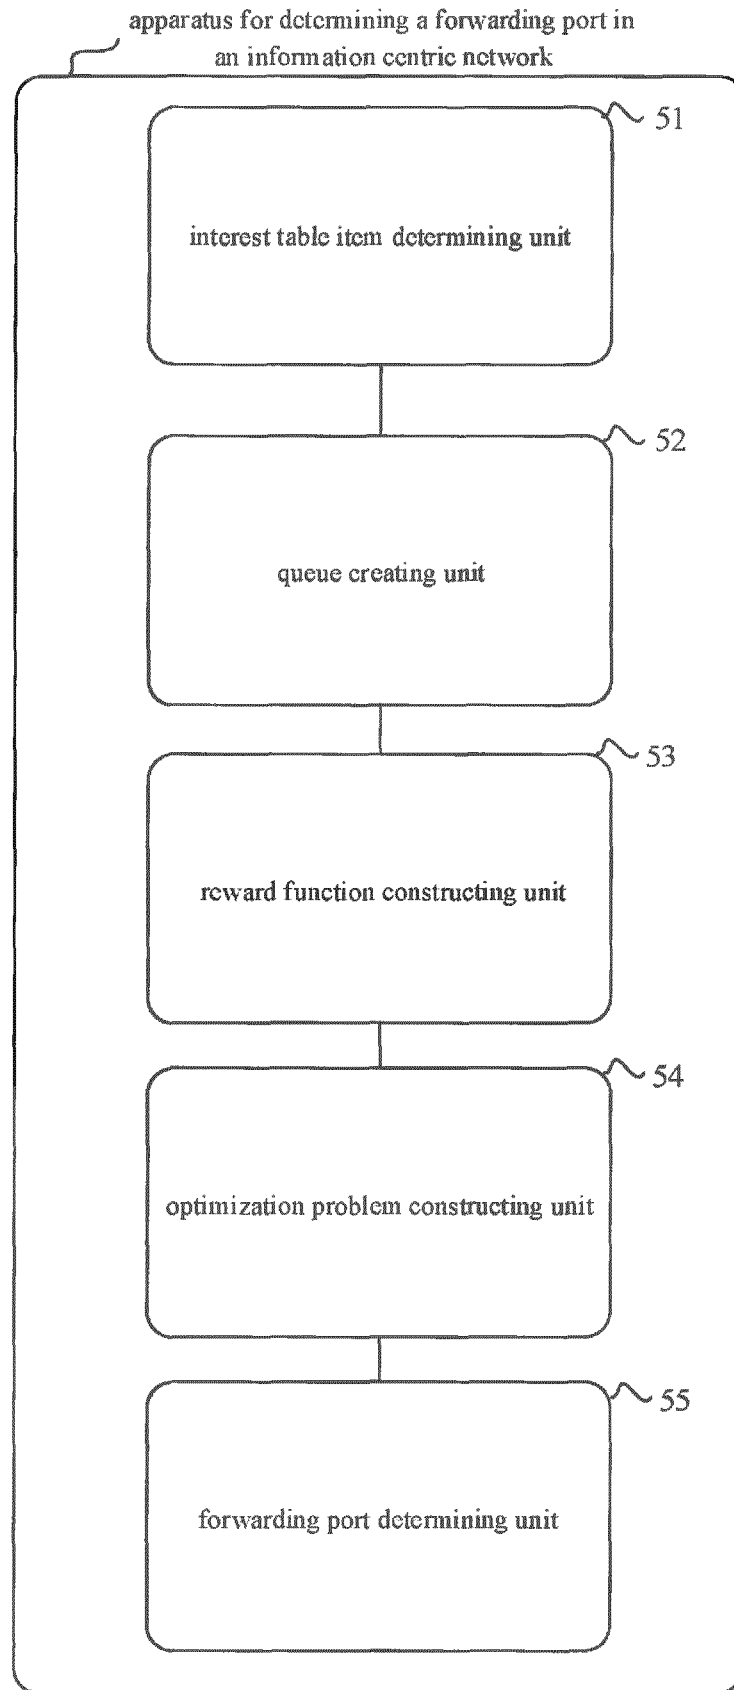 apparatus for determining a forwarding port in
an information centric network
51
interest table item determining unit
52
queue creating unit
53
reward function constructing unit
54
optimization problem constructing unit
55
forwarding port determining unit